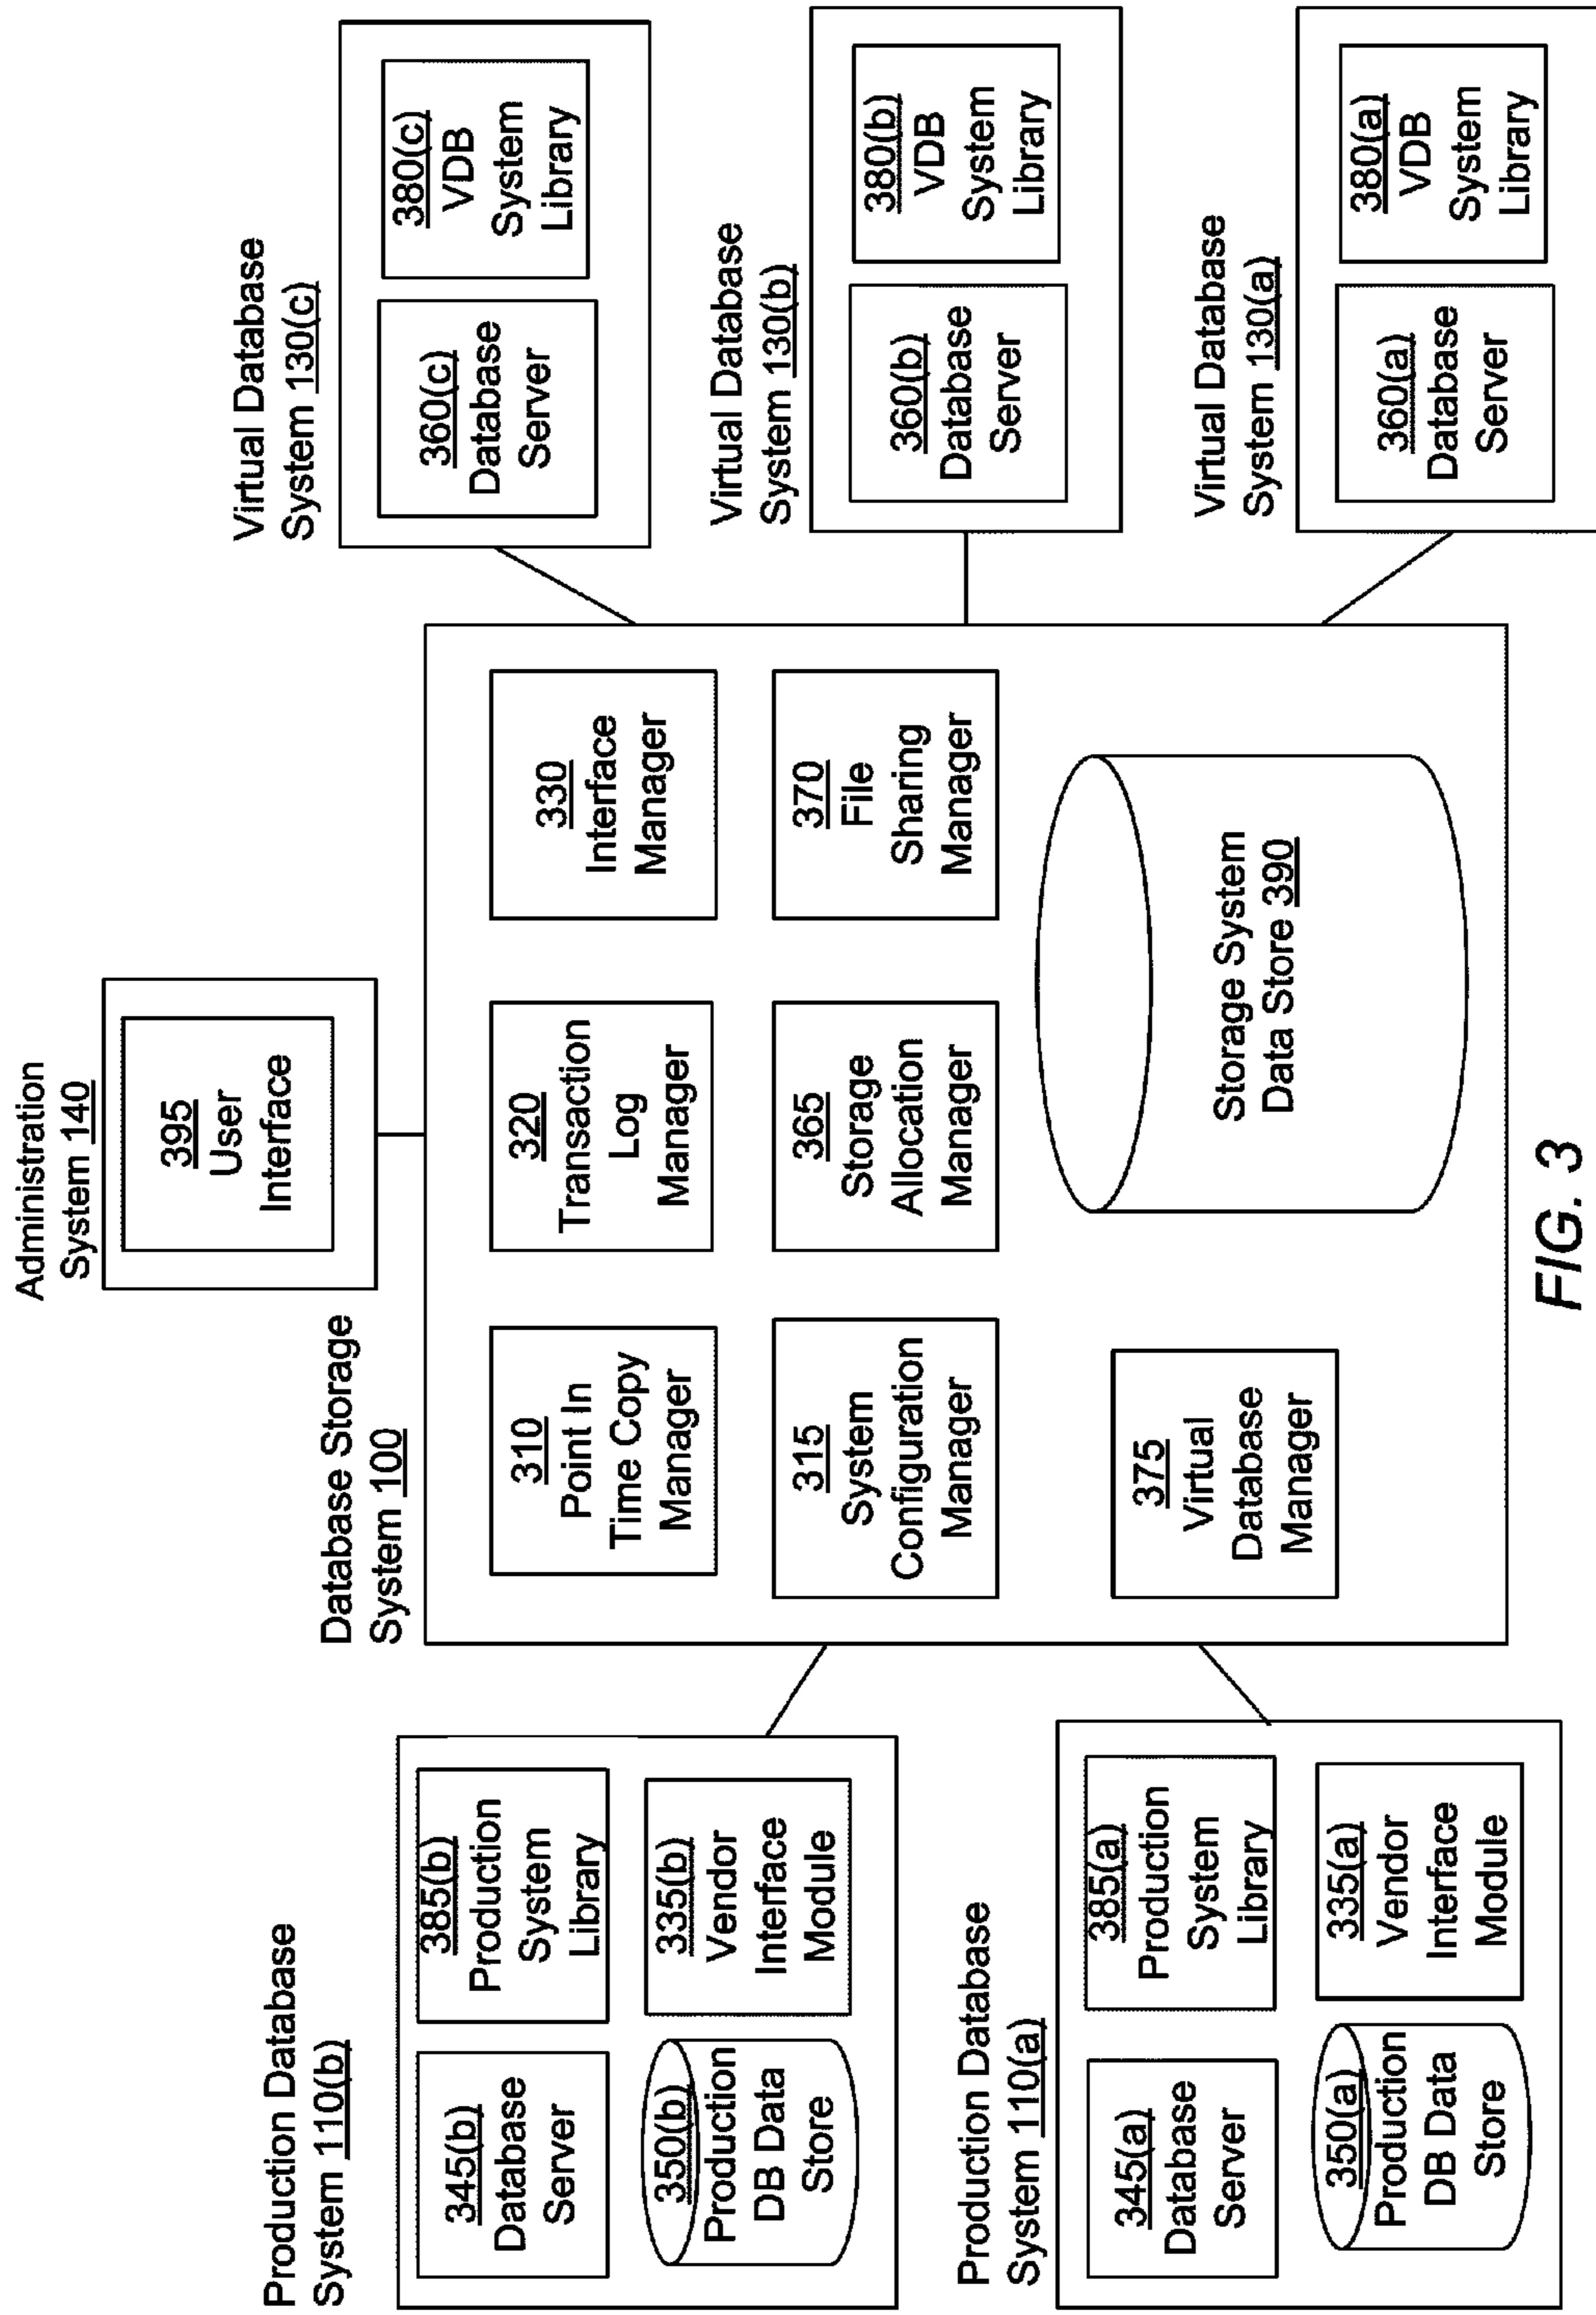 Administration
System 140
395
User
Interface
Database Storage
System 100
310
Point In
Time Copy
Manager
320
Transaction
Log
Manager
330
Interface
Manager
315
System
Configuration
Manager
365
Storage
Allocation
Manager
370
File
Sharing
Manager
375
Virtual
Database
Manager
Storage System
Data Store 390
Production Database
System 110(b)
345(b)
Database
Server
385(b)
Production
System
Library
350(b)
Production
DB Data
Store
335(b)
Vendor
Interface
Module
Production Database
System 110(a)
345(a)
Database
Server
385(a)
Production
System
Library
350(a)
Production
DB Data
Store
335(a)
Vendor
Interface
Module
Virtual Database
System 130(c)
360(c)
Database
Server
380(c)
VDB
System
Library
Virtual Database
System 130(b)
360(b)
Database
Server
380(b)
VDB
System
Library
Virtual Database
System 130(a)
360(a)
Database
Server
380(a)
VDB
System
Library
FIG. 3